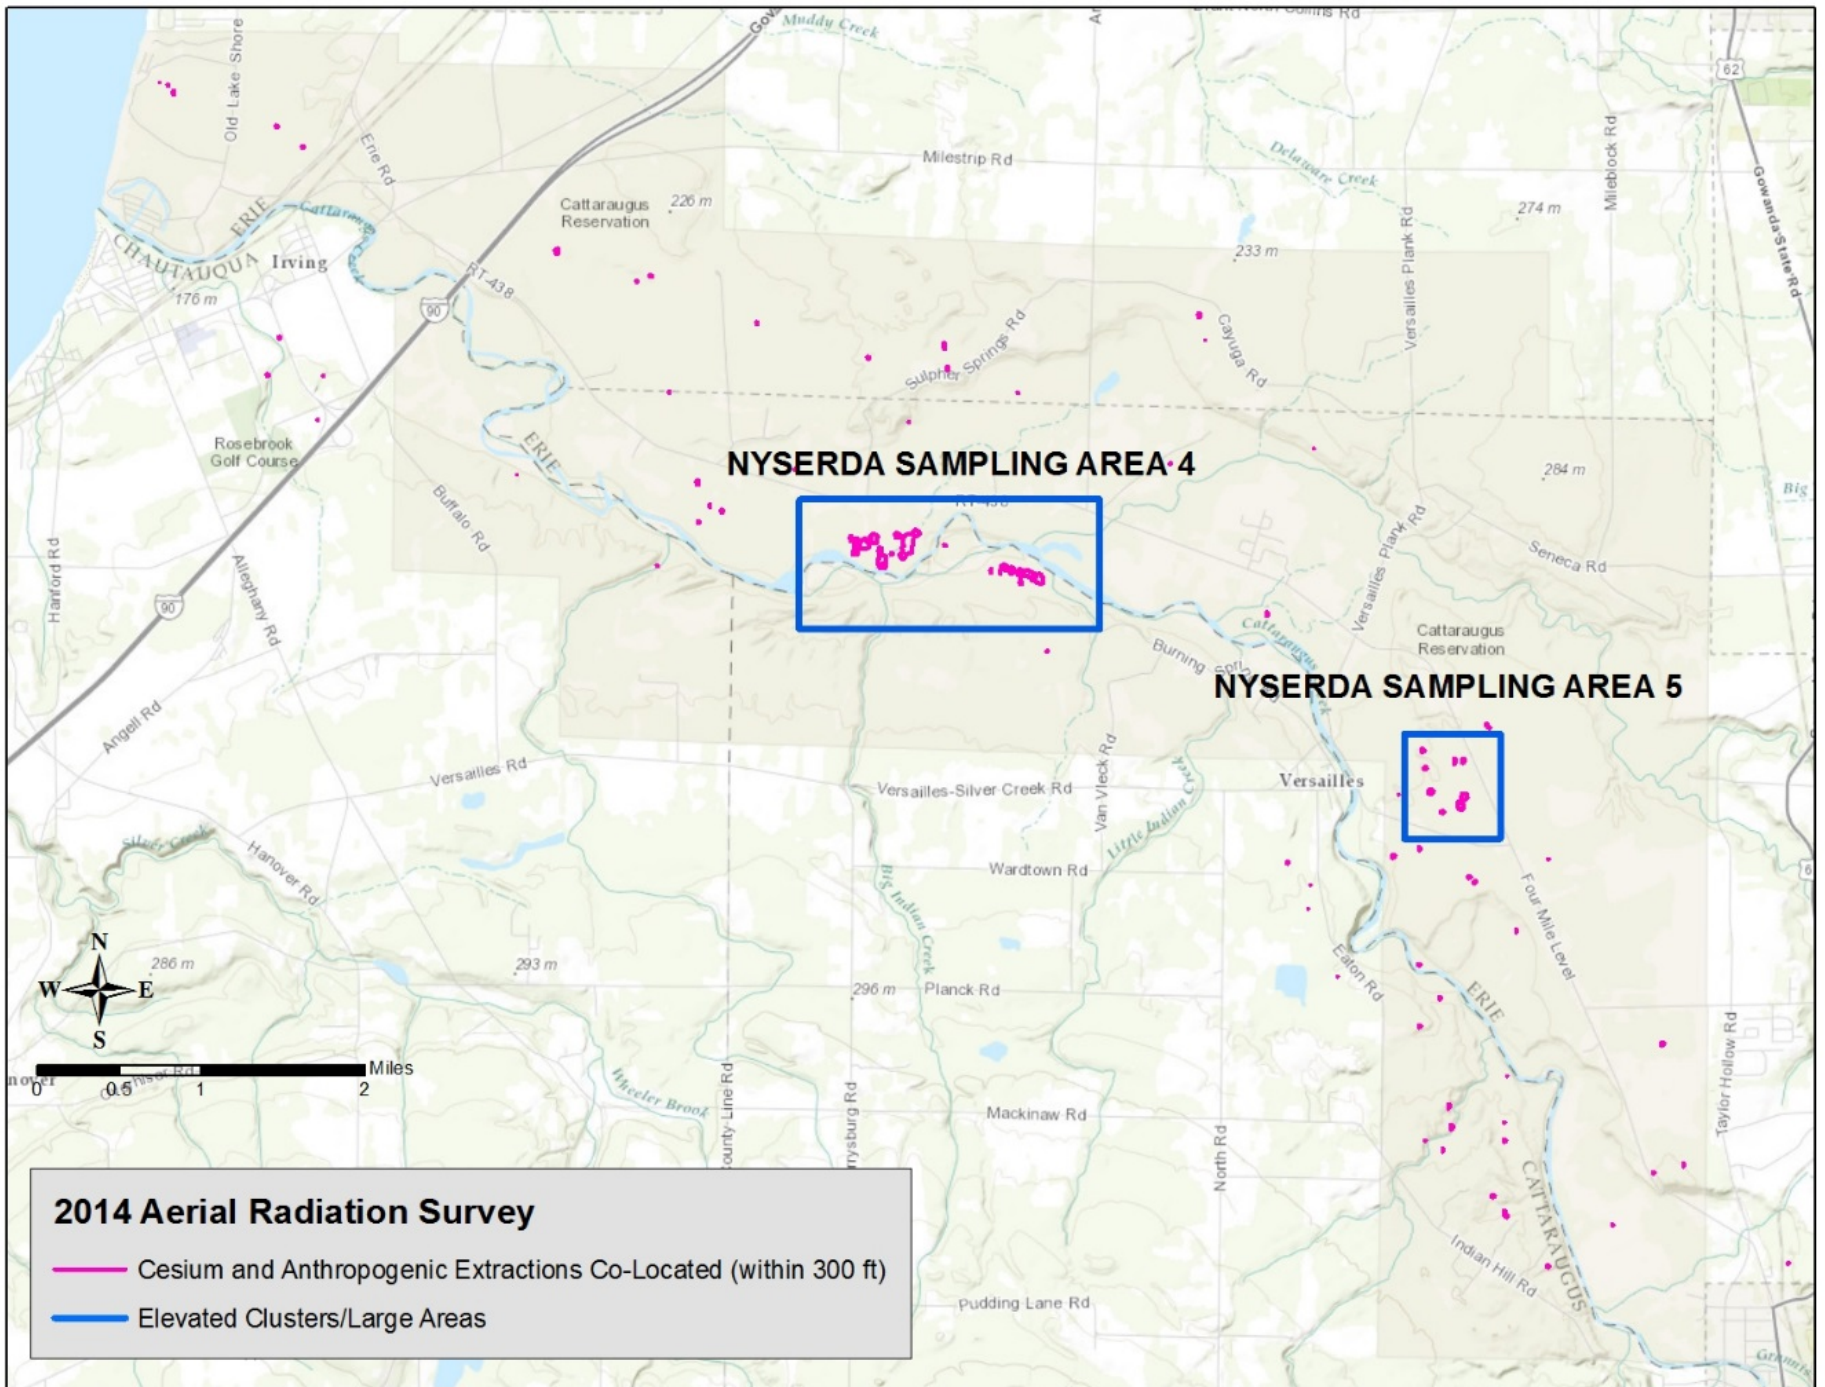 Muddy Creek
Old Lake Shore
62
Milestrip Rd
Delaware Creek
Mileblock Rd
Erie Rd
Gowanda State Rd
Cattaraugus
Reservation
226 m
274 m
ERIE
Cattaraugus
Creek
CHAUTAUQUA
Irving
233 m
Versailles Plank Rd
RT-438
176 m
90
Cayuga Rd
Sulpher Springs Rd
Rosebrook
Golf Course
ERIE
NYSERDA SAMPLING AREA 4
284 m
Big
Buffalo Rd
RT-438
Versailles Plank Rd
Seneca Rd
Hanford Rd
Alleghany Rd
90
Cattaraugus
Cattaraugus
Reservation
Burning
NYSERDA SAMPLING AREA 5
Angell Rd
Versailles Rd
Van Vleck Rd
Versailles
Versailles-Silver Creek Rd
Silver Creek
Little Indian Creek
Hanover Rd
Wardtown Rd
Big Indian Creek
Four Mile Level
N
W
E
S
286 m
293 m
296 m
Planck Rd
Eaton Rd
ERIE
Miles
0
0.5
1
2
Wheeler Brook
Mackinaw Rd
Taylor Hollow Rd
North Rd
CATTARAUGUS
Indian Hill Rd
Pudding Lane Rd
2014 Aerial Radiation Survey
Cesium and Anthropogenic Extractions Co-Located (within 300 ft)
Elevated Clusters/Large Areas